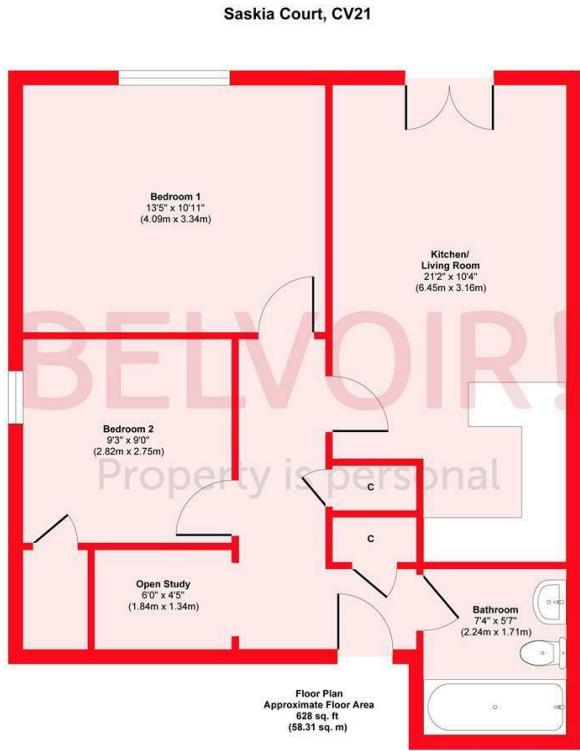 Saskia Court, CV21
Bedroom 1
13'5" x 10'11"
(4.09m x 3.34m)
Kitchen/
Living Room
21'2" x 10'4"
(6.45m x 3.16m)
BELVOIR!
Bedroom 2
9'3" x 9'0"
(2.82m x 2.75m)
Property is personal
C
C
Open Study
6'0" x 4'5"
(1.84m x 1.34m)
Bathroom
7'4" x 5'7"
(2.24m x 1.71m)
Floor Plan
Approximate Floor Area
628 sq. ft
(58.31 sq. m)